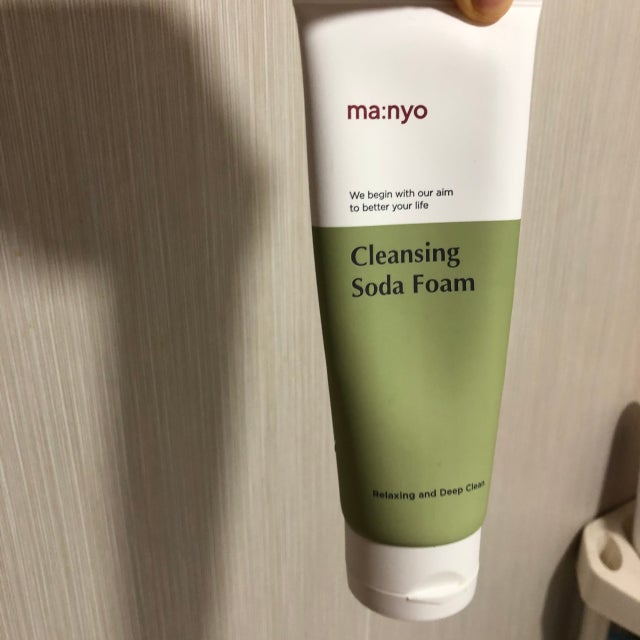 ma:nyo
We begin with our aim
to better your life
Cleansing
Soda Foam
Relaxing and Deep Clean